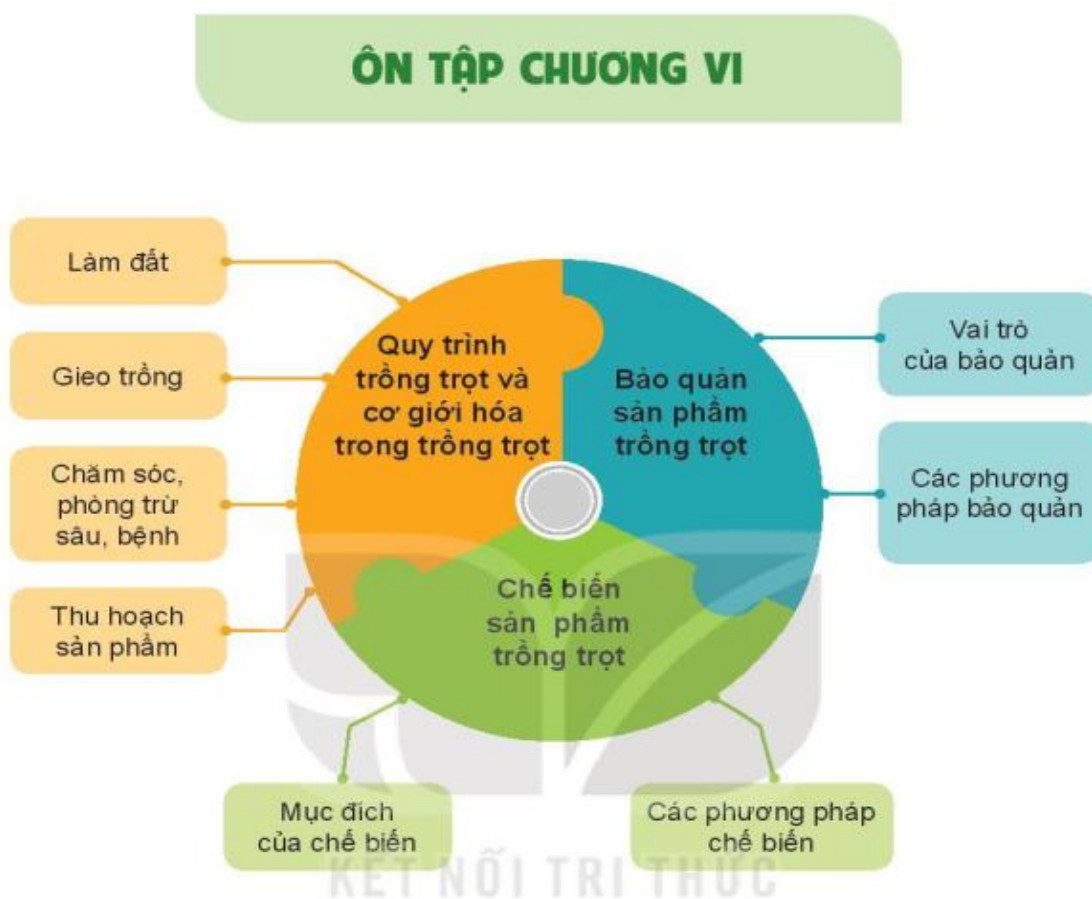 ÔN TẬP CHƯƠNG VI
Làm đất
Gieo trồng
Chăm sóc,
phòng trừ
sâu, bệnh
Thu hoạch
sản phẩm
Quy trình
trồng trọt và
cơ giới hóa
trong trồng trọt
Bảo quản
sản phẩm
trồng trọt
Vai trò
của bảo quản
Các phương
pháp bảo quản
Chế biến
sản phẩm
trồng trọt
Mục đích
của chế biến
Các phương pháp
chế biến
KẾT NỐI TRI THỨC